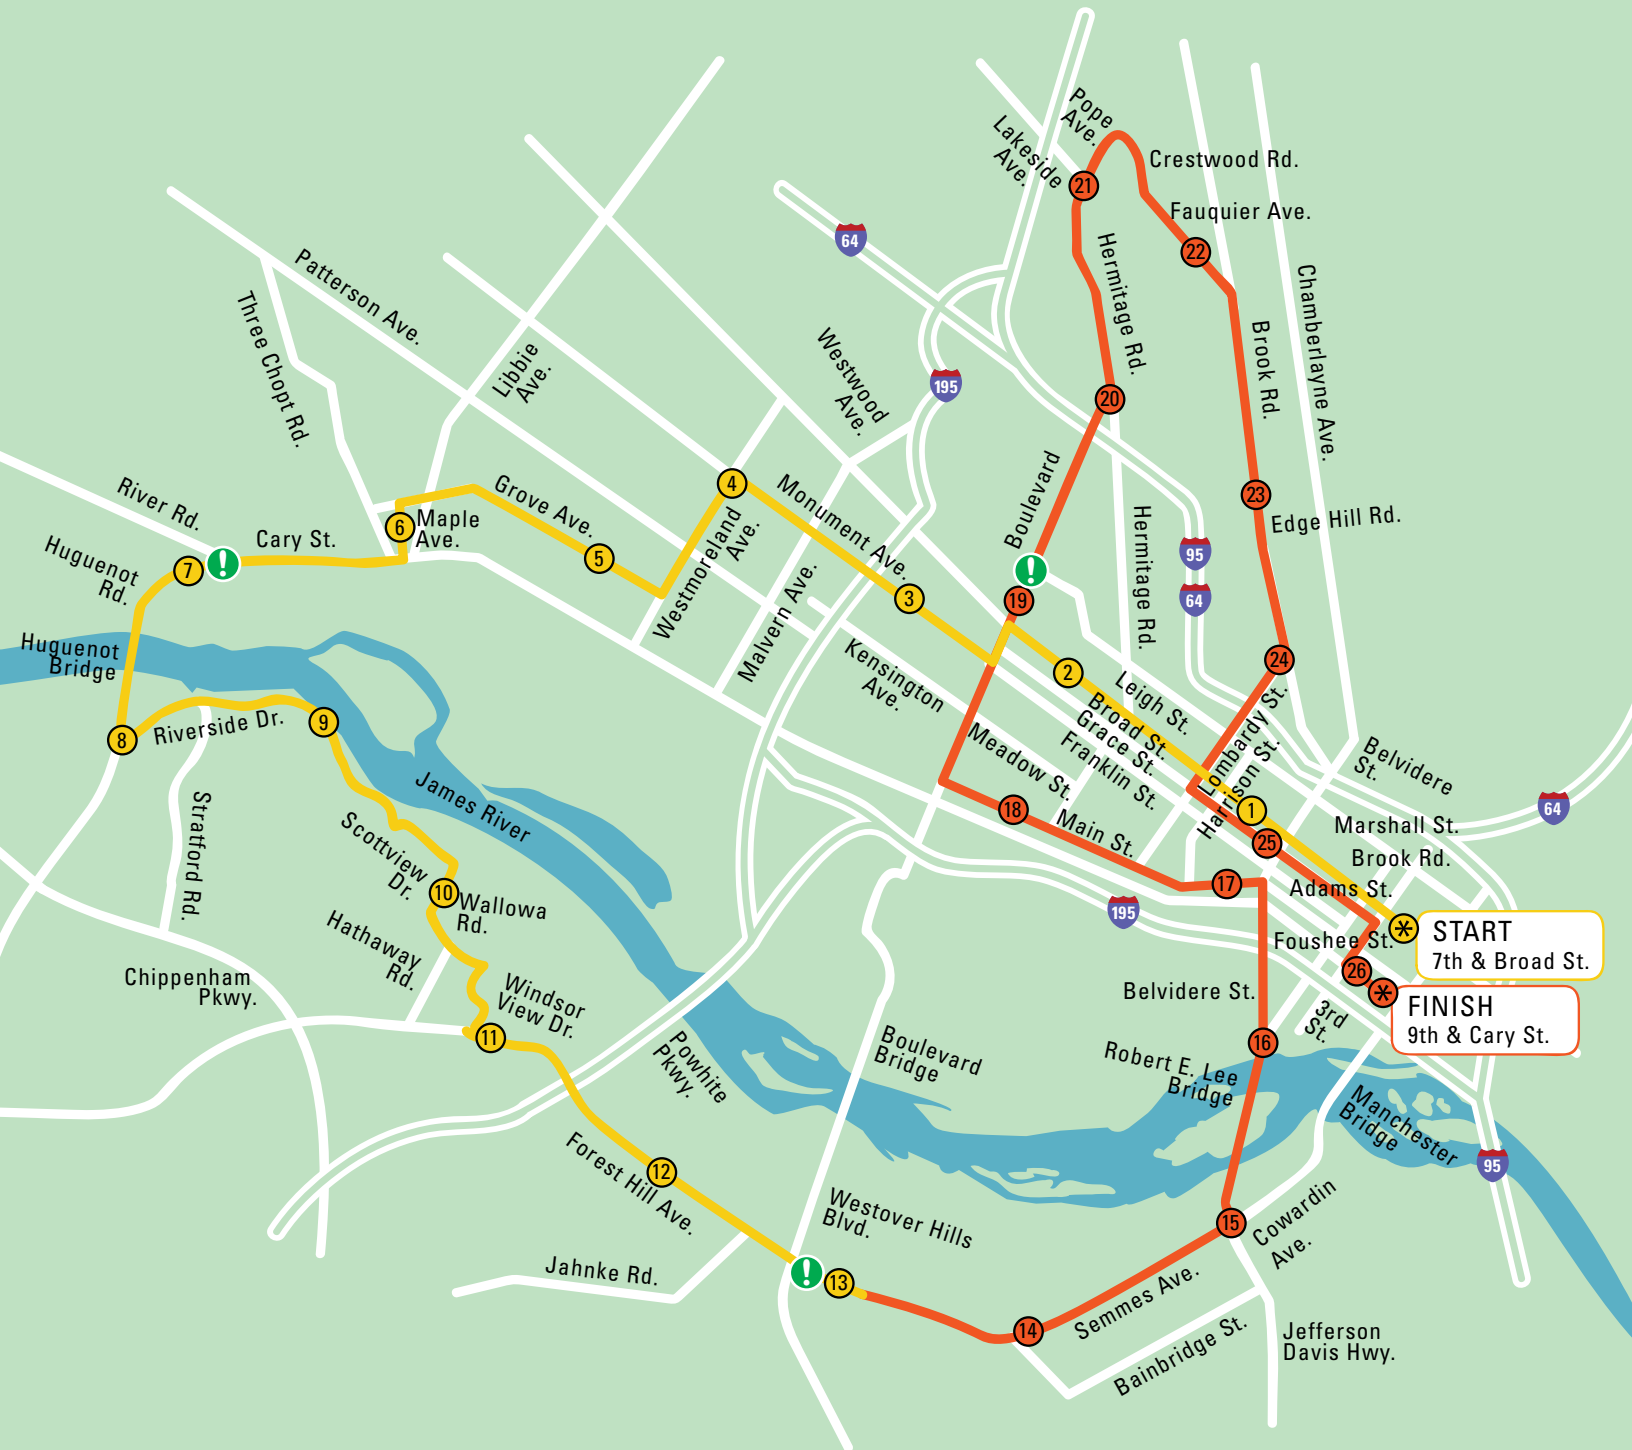 Pope
Ave.
Lakeside
Ave.
Crestwood Rd.
21
Fauquier Ave.
64
22
Hermitage Rd.
Patterson Ave.
Three Chopt Rd.
Chamberlayne Ave.
Brook Rd.
Libbie
Ave.
Westwood
Ave.
195
20
River Rd.
Grove Ave.
4
Monument Ave.
Boulevard
23
Edge Hill Rd.
Hermitage Rd.
6
Maple
Ave.
Cary St.
Huguenot
Rd.
7
!
5
Westmoreland
Ave.
Malvern Ave.
3
!
19
95
64
Huguenot
Bridge
Kensington
Ave.
2
24
8
Riverside Dr.
9
Leigh St.
Broad St.
Grace St.
Franklin St.
Meadow St.
Lombardy St.
Harrison St.
Belvidere
St.
James River
Stratford Rd.
Scottview
Dr.
18
Main St.
1
25
64
Marshall St.
Brook Rd.
10
Wallowa
Rd.
17
Adams St.
195
Hathaway
Rd.
Foushee St.
START
7th & Broad St.
26
Chippenham
Pkwy.
Windsor
View Dr.
Belvidere St.
FINISH
9th & Cary St.
3rd
St.
11
Powhite
Pkwy.
Boulevard
Bridge
16
Robert E. Lee
Bridge
Manchester
Bridge
95
Forest Hill Ave.
12
Westover Hills
Blvd.
15
Cowardin
Ave.
Jahnke Rd.
!
13
14
Semmes Ave.
Bainbridge St.
Jefferson
Davis Hwy.